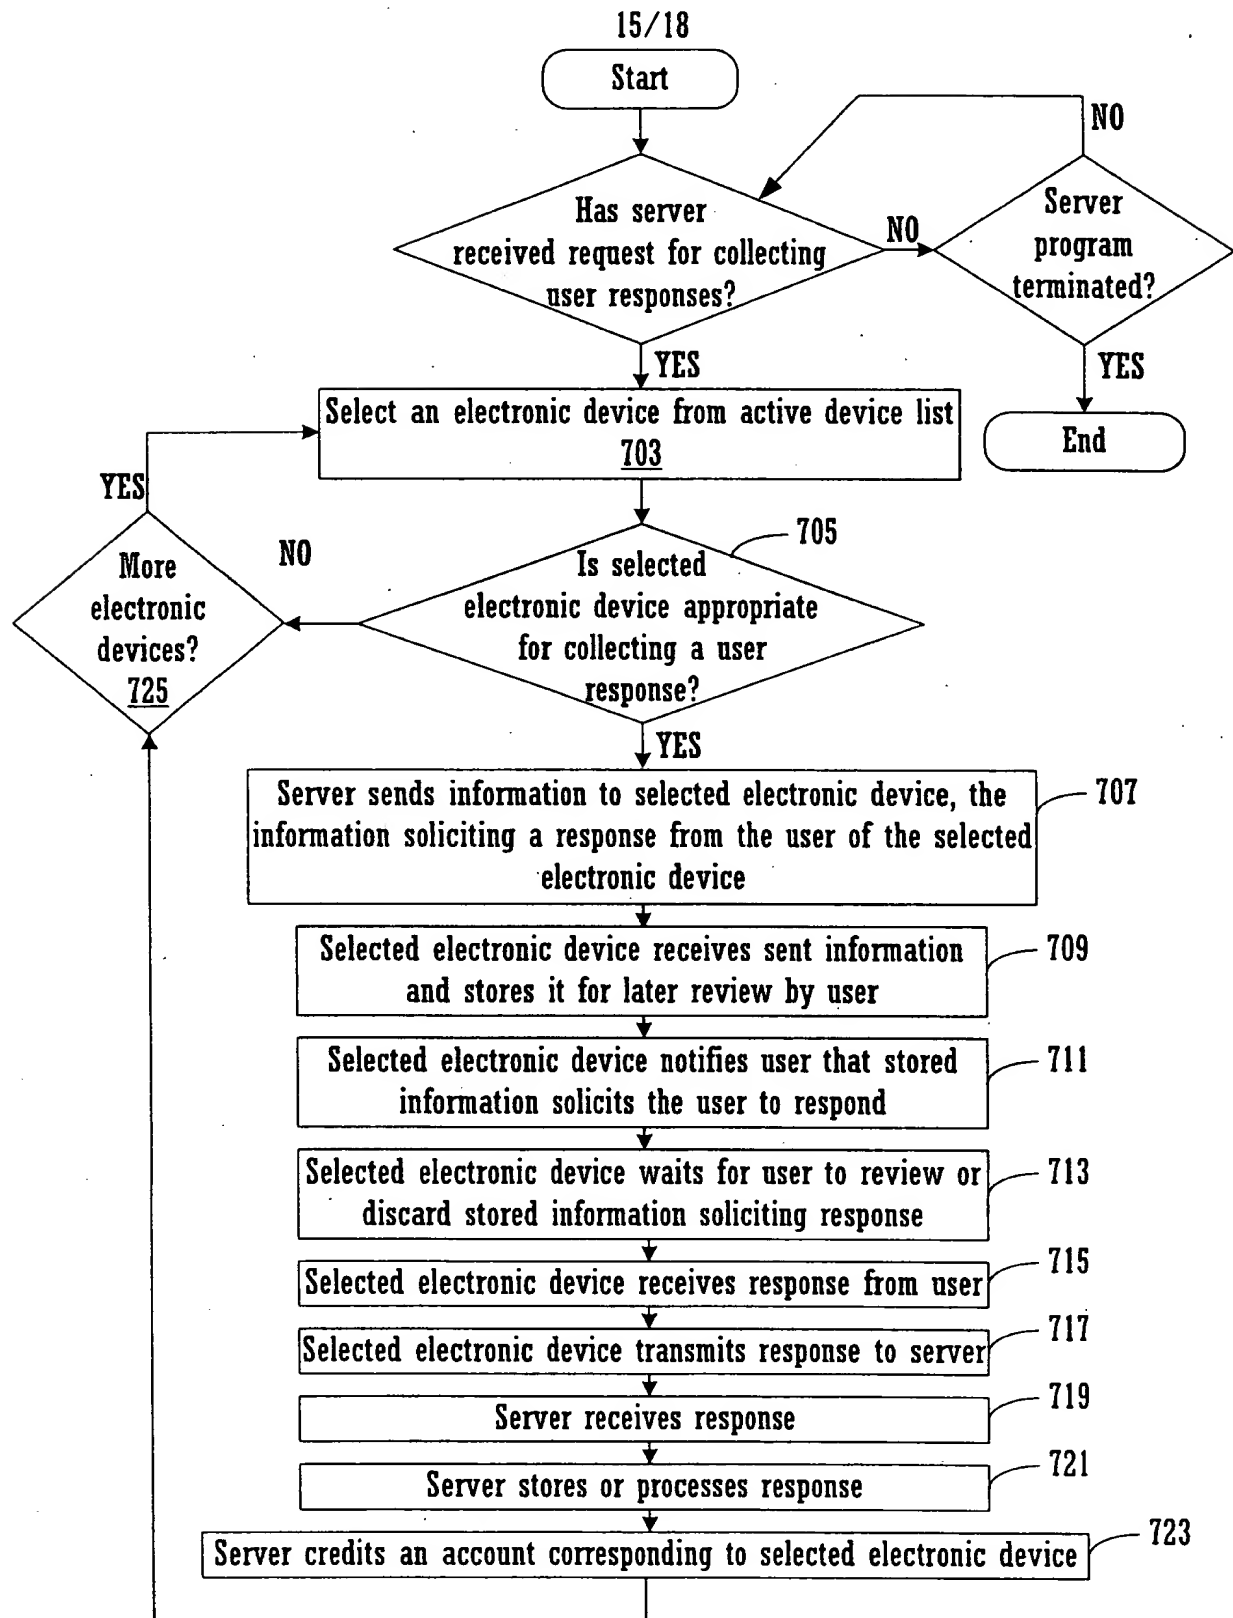 15/18
Start
NO
Has server
received request for collecting
user responses?
NO
Server
program
terminated?
YES
YES
Select an electronic device from active device list
703
End
YES
NO
705
More
electronic
devices?
725
Is selected
electronic device appropriate
for collecting a user
response?
YES
Server sends information to selected electronic device, the
information soliciting a response from the user of the selected
electronic device
707
Selected electronic device receives sent information
and stores it for later review by user
709
Selected electronic device notifies user that stored
information solicits the user to respond
711
Selected electronic device waits for user to review or
discard stored information soliciting response
713
Selected electronic device receives response from user
715
Selected electronic device transmits response to server
717
Server receives response
719
Server stores or processes response
721
Server credits an account corresponding to selected electronic device
723